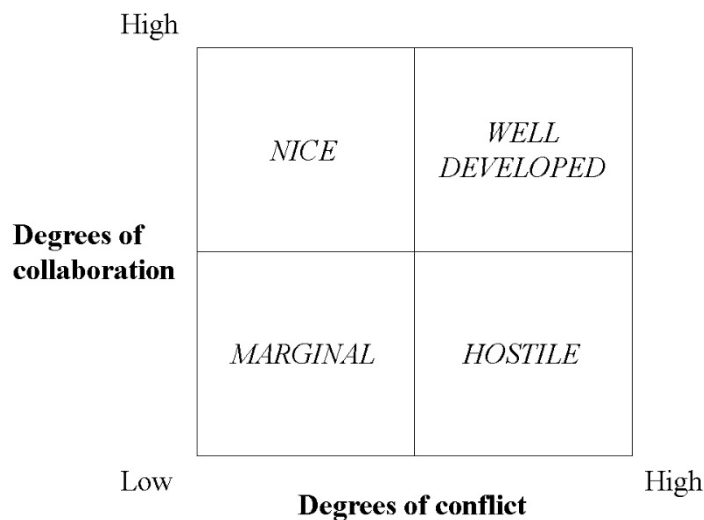 High
NICE
WELL
DEVELOPED
Degrees of
collaboration
MARGINAL
HOSTILE
Low
High
Degrees of conflict